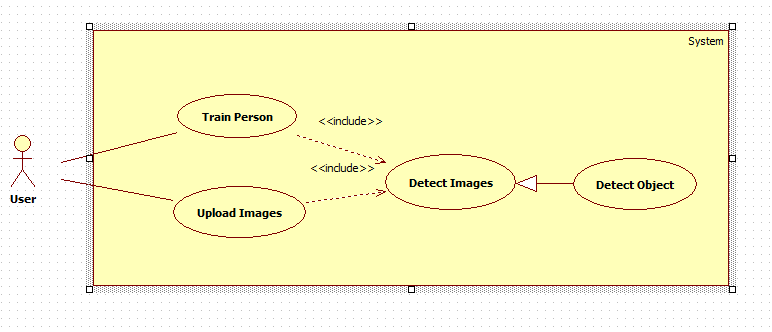 System
Train Person
<<include>>
<<include>>
Detect Images
Detect Object
User
Upload Images